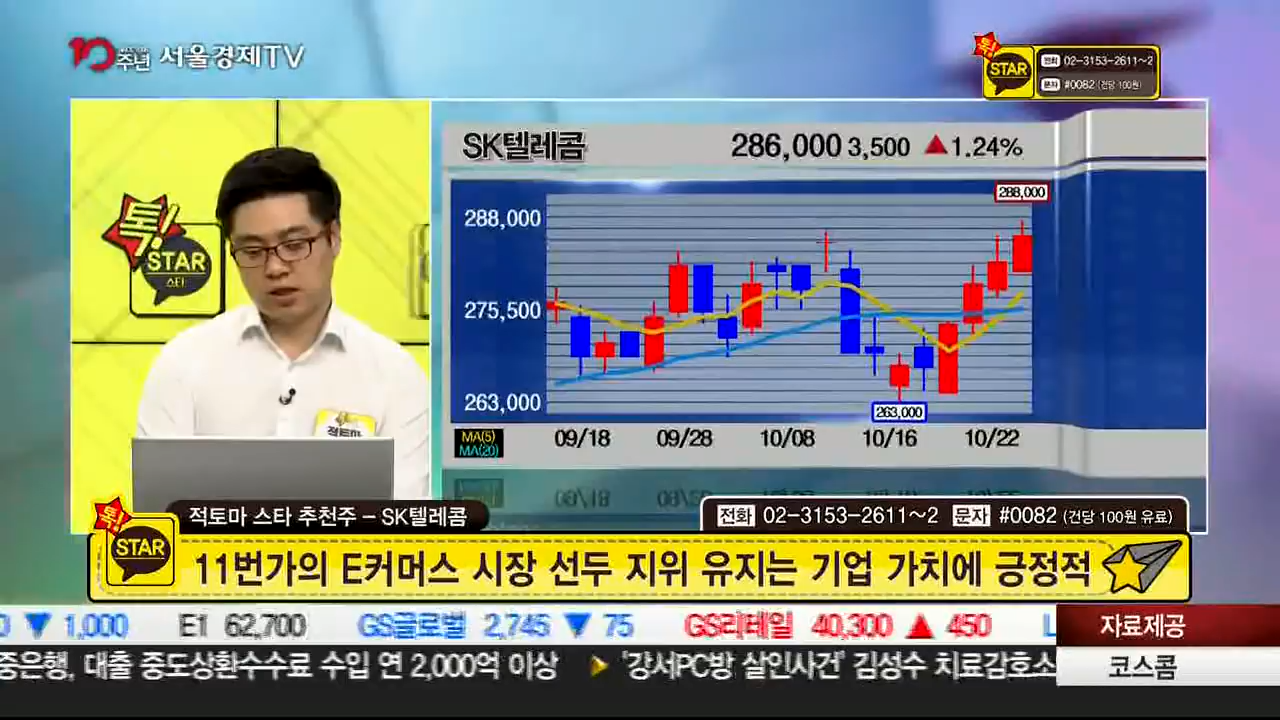 10주년 서울경제TV
톡!
STAR
전화 02-3153-2611~2
문자 #0082 (건당 100원)
톡!
STAR
스타
적토마
SK텔레콤 286,000 3,500 ▲1.24%
288,000
288,000
275,500
263,000
263,000
MA(5)
MA(20)
09/18 09/28 10/08 10/16 10/22
적토마 스타 추천주 - SK텔레콤
전화 02-3153-2611~2 문자 #0082 (건당 100원 유료)
톡!
STAR
11번가의 E커머스 시장 선두 지위 유지는 기업 가치에 긍정적
0 ▼ 1,000 E1 62,700 GS글로벌 2,745 ▼ 75 GS리테일 40,300 ▲ 450 L
자료제공
중은행, 대출 중도상환수수료 수입 연 2,000억 이상 ▶ '강서PC방 살인사건' 김성수 치료감호소
코스콤